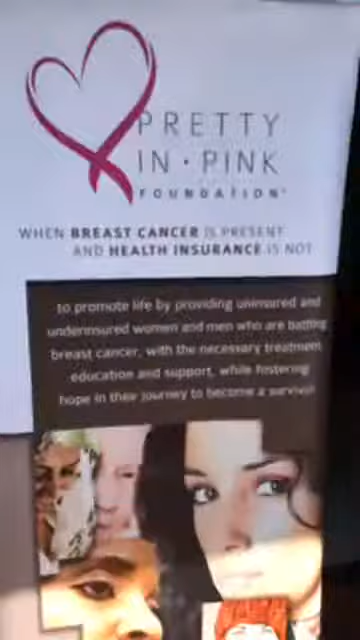 PRETTY
IN • PINK
FOUNDATION
WHEN BREAST CANCER IS PRESENT
AND HEALTH INSURANCE IS NOT
to promote life by providing uninsured and
underinsured women and men who are battling
breast cancer, with the necessary treatment
education and support, while fostering
hope in their journey to become a survivor